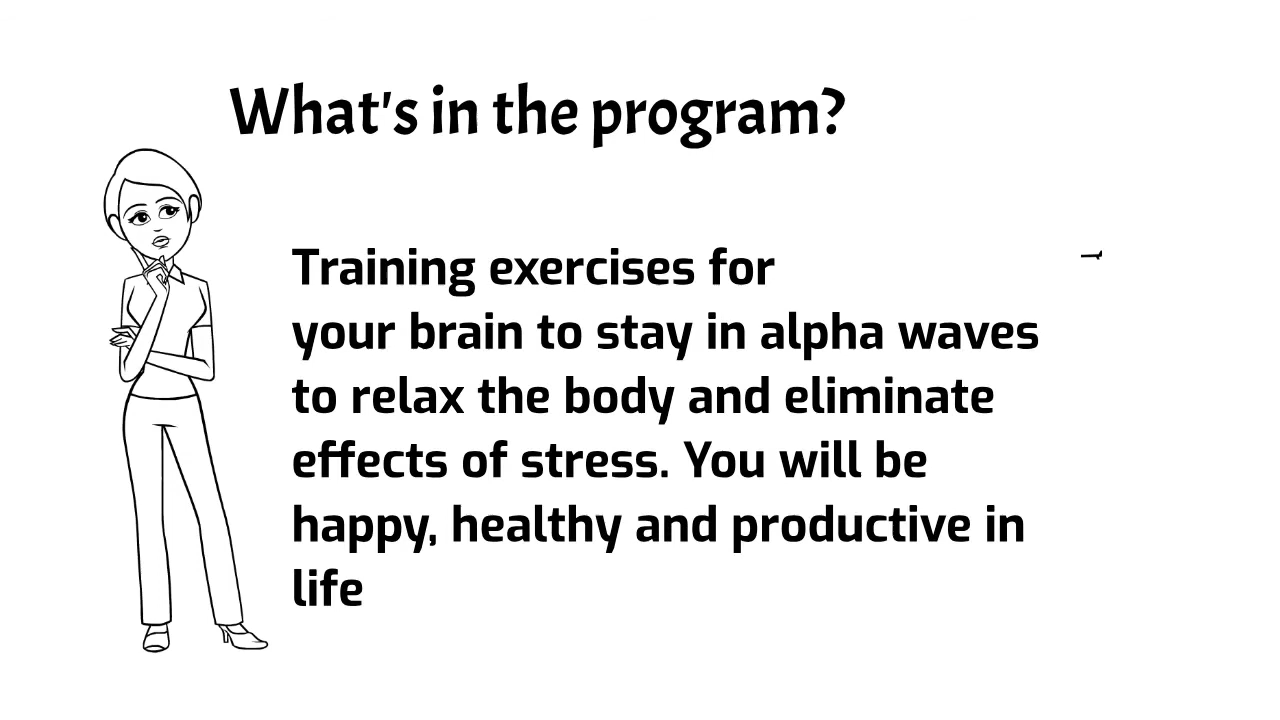 What's in the program?
Training exercises for
your brain to stay in alpha waves
to relax the body and eliminate
effects of stress. You will be
happy, healthy and productive in
life